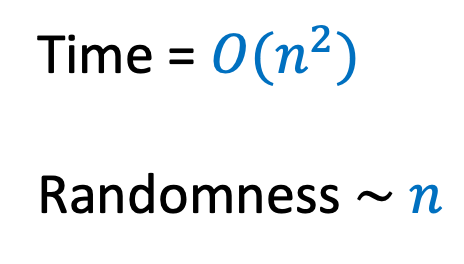 Time = O(n²)
Randomness ~ n